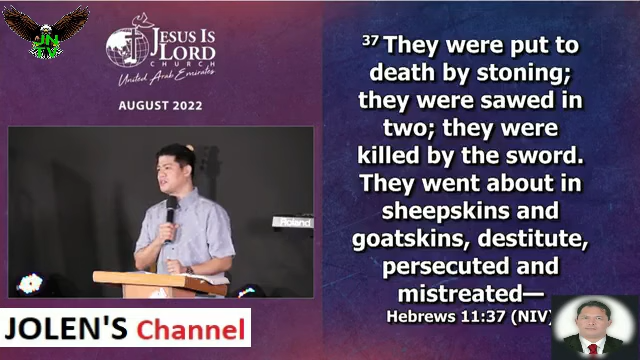 JN
TV
JESUS IS
LORD
CHURCH
United Arab Emirates
AUGUST 2022
Roland
JOLEN'S Channel
37 They were put to
death by stoning;
they were sawed in
two; they were
killed by the sword.
They went about in
sheepskins and
goatskins, destitute,
persecuted and
mistreated—
Hebrews 11:37 (NIV)